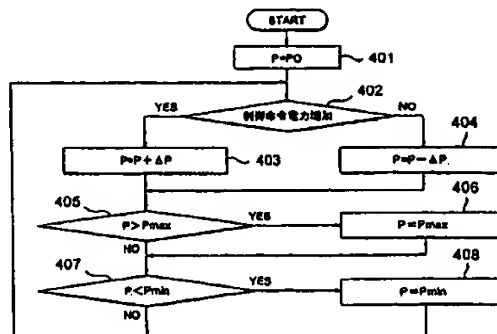 START
P=P0
401
402
YES
制御命令電力増加
NO
404
P=P+ΔP
403
P=P-ΔP
405
406
P>Pmax
YES
P=Pmax
NO
407
408
P<Pmin
YES
P=Pmin
NO